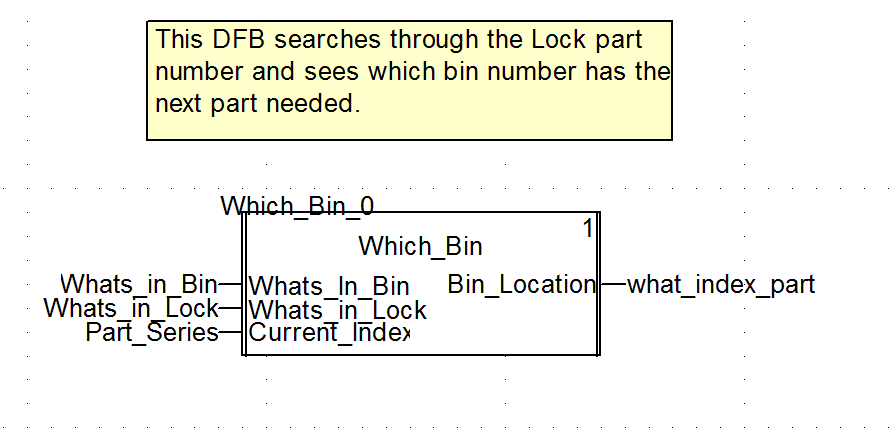 This DFB searches through the Lock part
number and sees which bin number has the
next part needed.
Which_Bin_0
1
Which_Bin
Whats_in_Bin Whats_In_Bin Bin_Location what_index_part
Whats_in_Lock Whats_in_Lock
Part_Series Current_Index